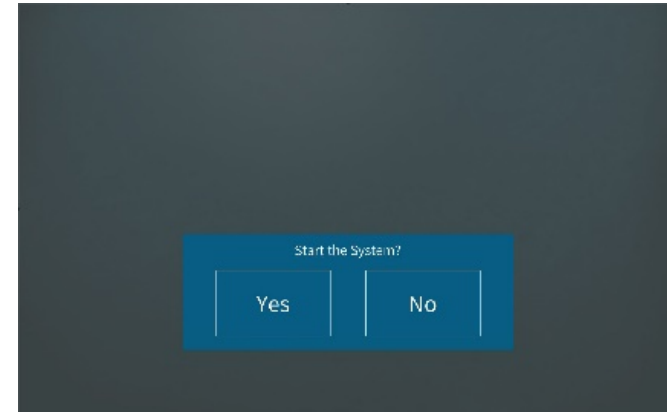 Start the System?
Yes
No